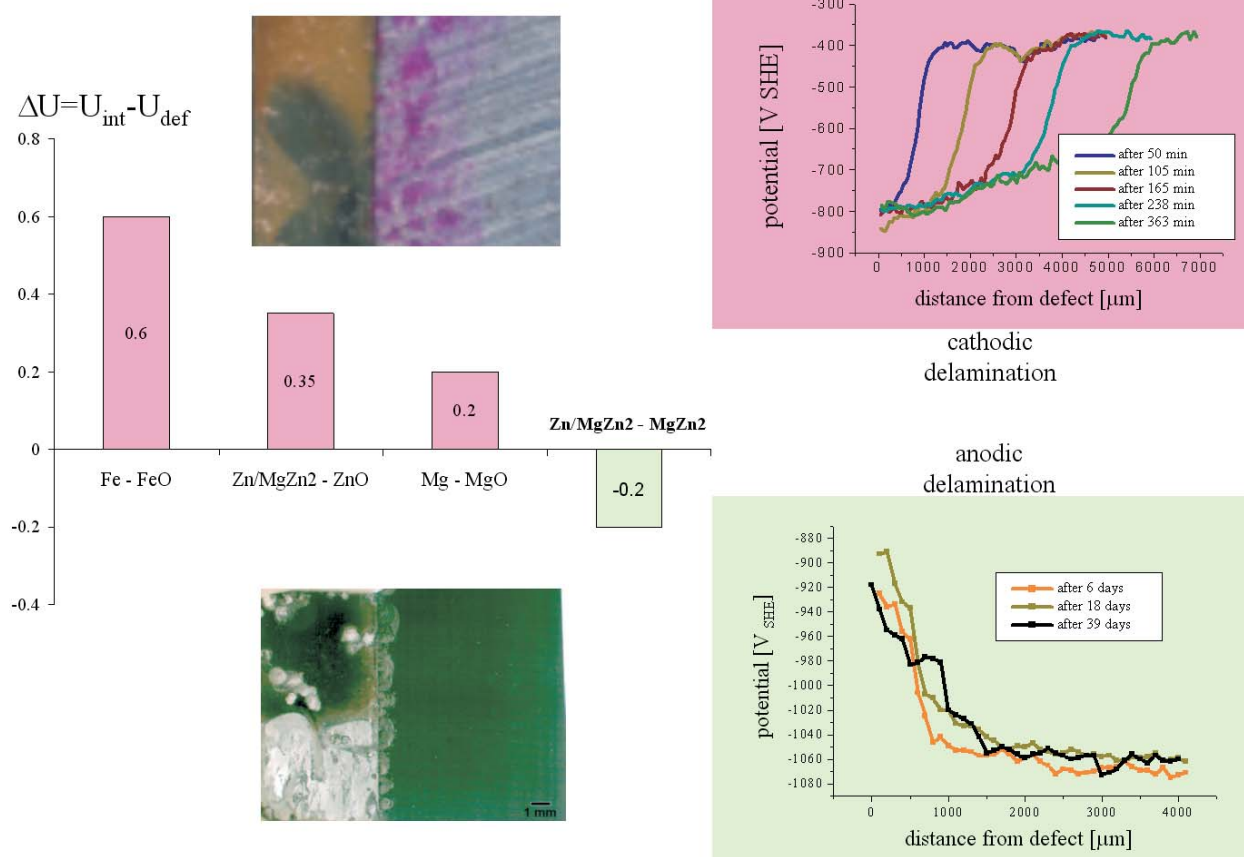 ΔU=U_int-U_def
0.8
0.6
0.4
0.2
0
-0.2
-0.4
0.6
0.35
0.2
-0.2
Fe - FeO
Zn/MgZn2 - ZnO
Mg - MgO
Zn/MgZn2 - MgZn2
1 mm
potential [V SHE]
-300
-400
-500
-600
-700
-800
-900
0 1000 2000 3000 4000 5000 6000 7000
distance from defect [µm]
after 50 min
after 105 min
after 165 min
after 238 min
after 363 min
cathodic
delamination
anodic
delamination
potential [V SHE]
-880
-900
-920
-940
-960
-980
-1000
-1020
-1040
-1060
-1080
0 1000 2000 3000 4000
distance from defect [µm]
after 6 days
after 18 days
after 39 days